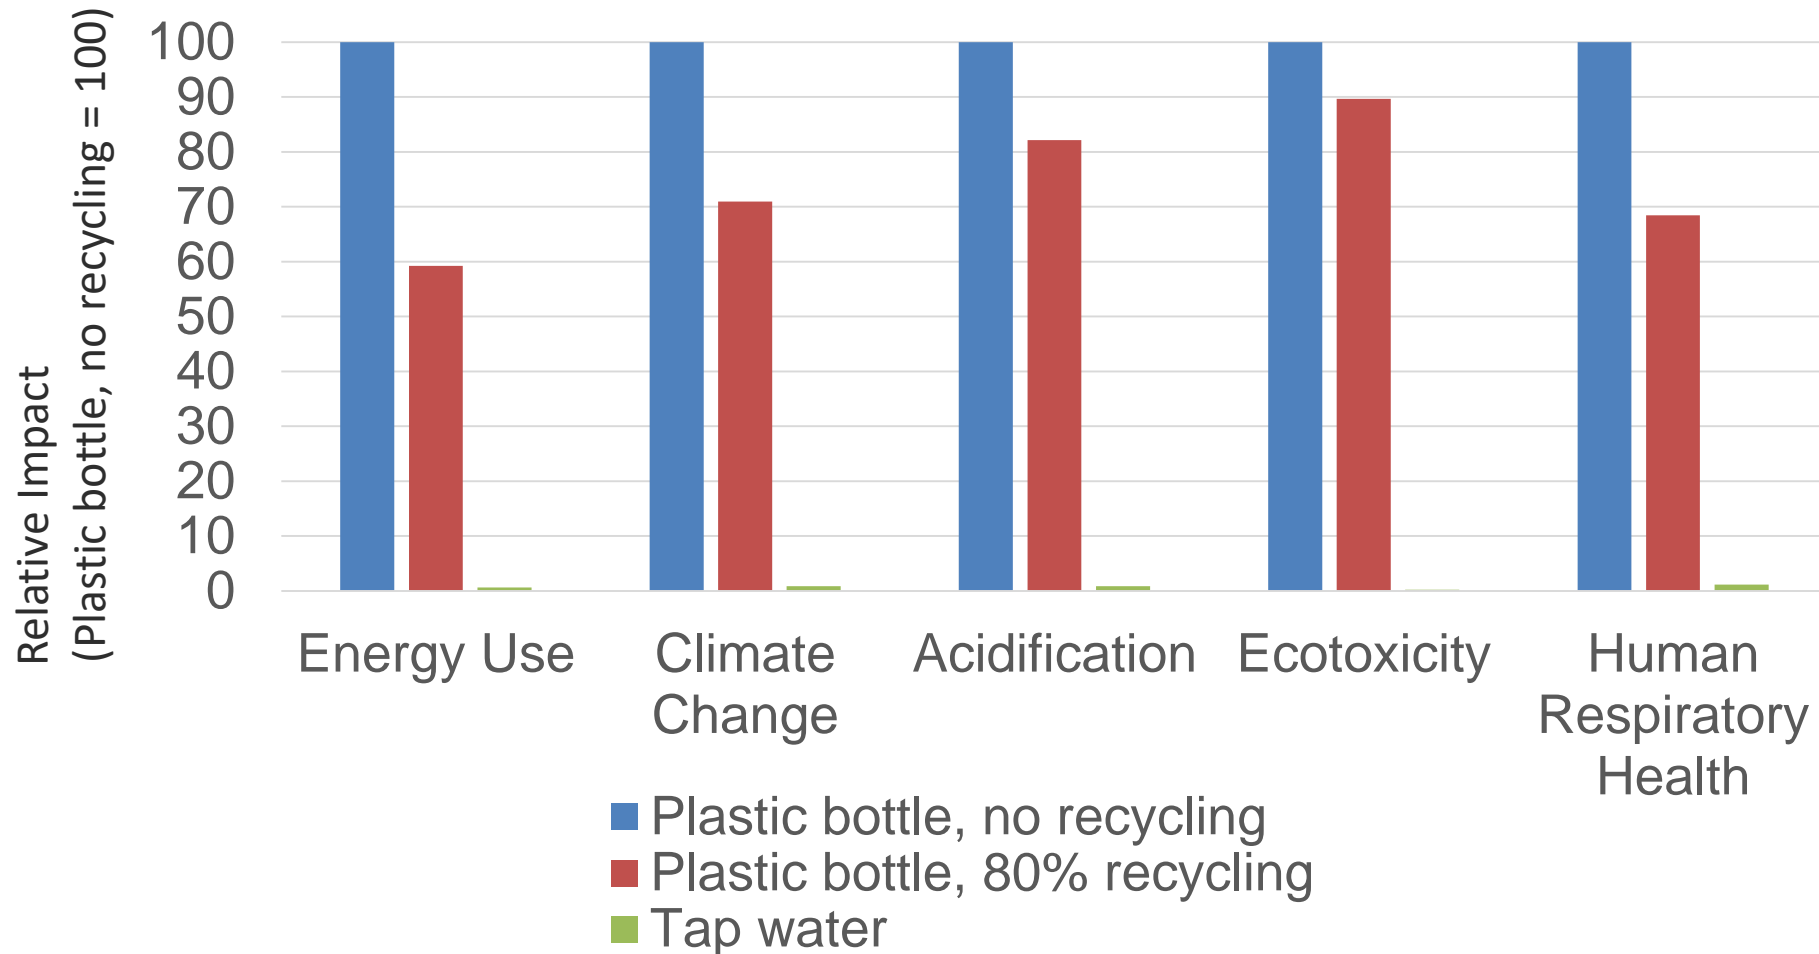 Relative Impact
(Plastic bottle, no recycling = 100)
100
90
80
70
60
50
40
30
20
10
0
Energy Use
Climate
Change
Acidification
Ecotoxicity
Human
Respiratory
Health
Plastic bottle, no recycling
Plastic bottle, 80% recycling
Tap water